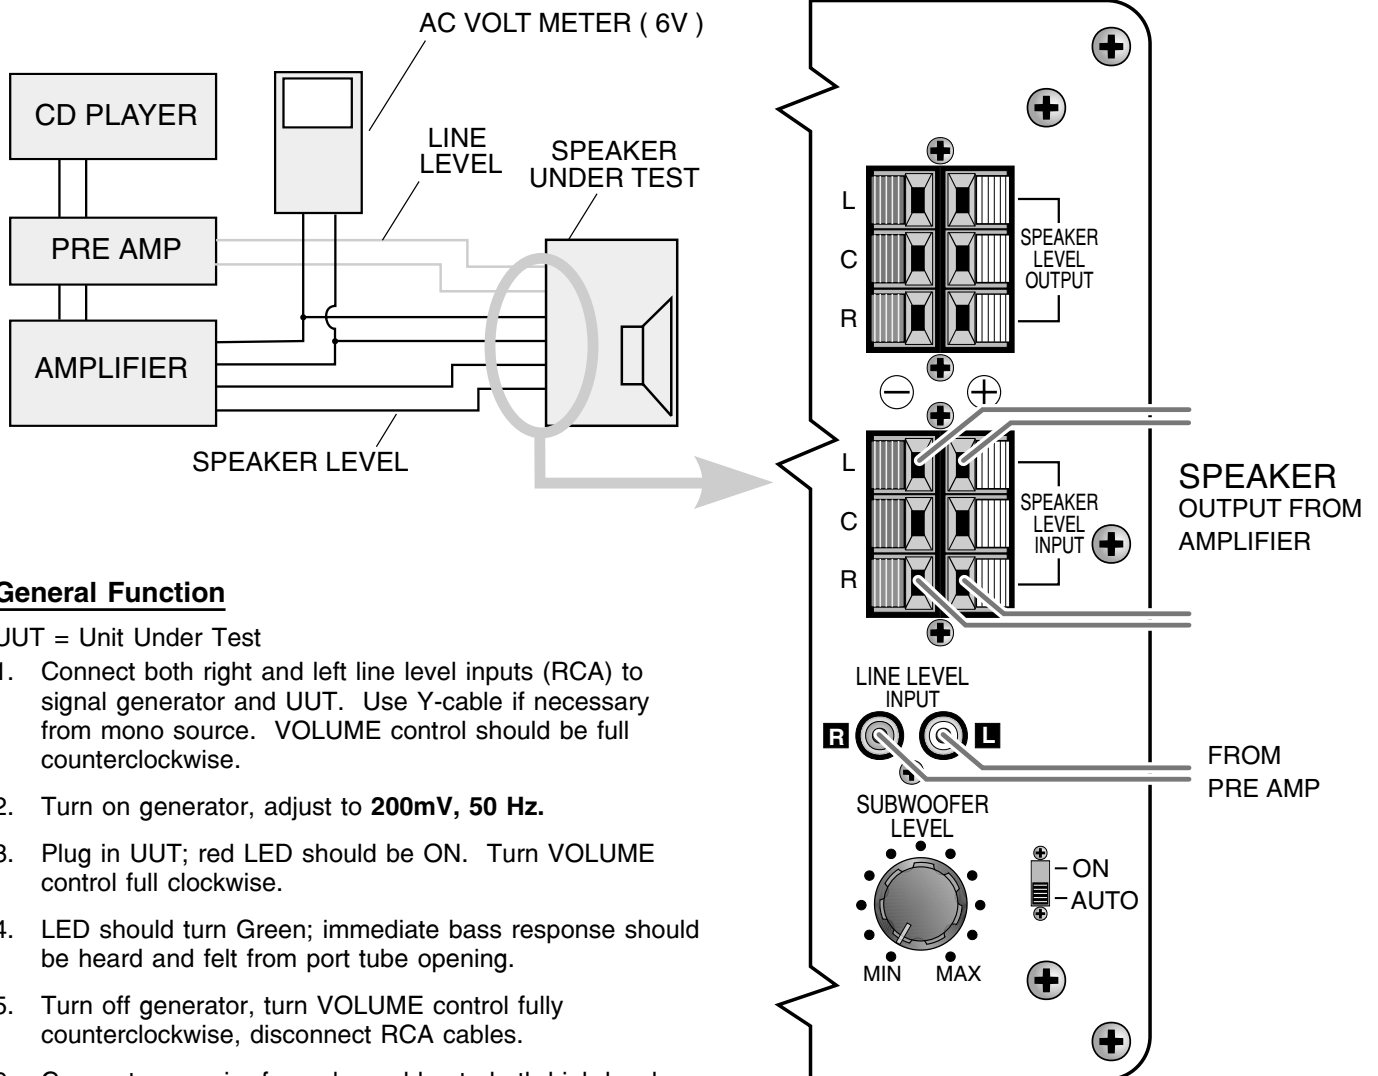 AC VOLT METER ( 6V )
CD PLAYER
LINE
LEVEL
SPEAKER
UNDER TEST
PRE AMP
AMPLIFIER
SPEAKER LEVEL
L
C
R
SPEAKER
LEVEL
OUTPUT
L
C
R
SPEAKER
LEVEL
INPUT
SPEAKER
OUTPUT FROM
AMPLIFIER
LINE LEVEL
INPUT
R
L
FROM
PRE AMP
SUBWOOFER
LEVEL
MIN
MAX
ON
AUTO
General Function
UUT = Unit Under Test
1. Connect both right and left line level inputs (RCA) to
signal generator and UUT. Use Y-cable if necessary
from mono source. VOLUME control should be full
counterclockwise.
2. Turn on generator, adjust to 200mV, 50 Hz.
3. Plug in UUT; red LED should be ON. Turn VOLUME
control full clockwise.
4. LED should turn Green; immediate bass response should
be heard and felt from port tube opening.
5. Turn off generator, turn VOLUME control fully
counterclockwise, disconnect RCA cables.